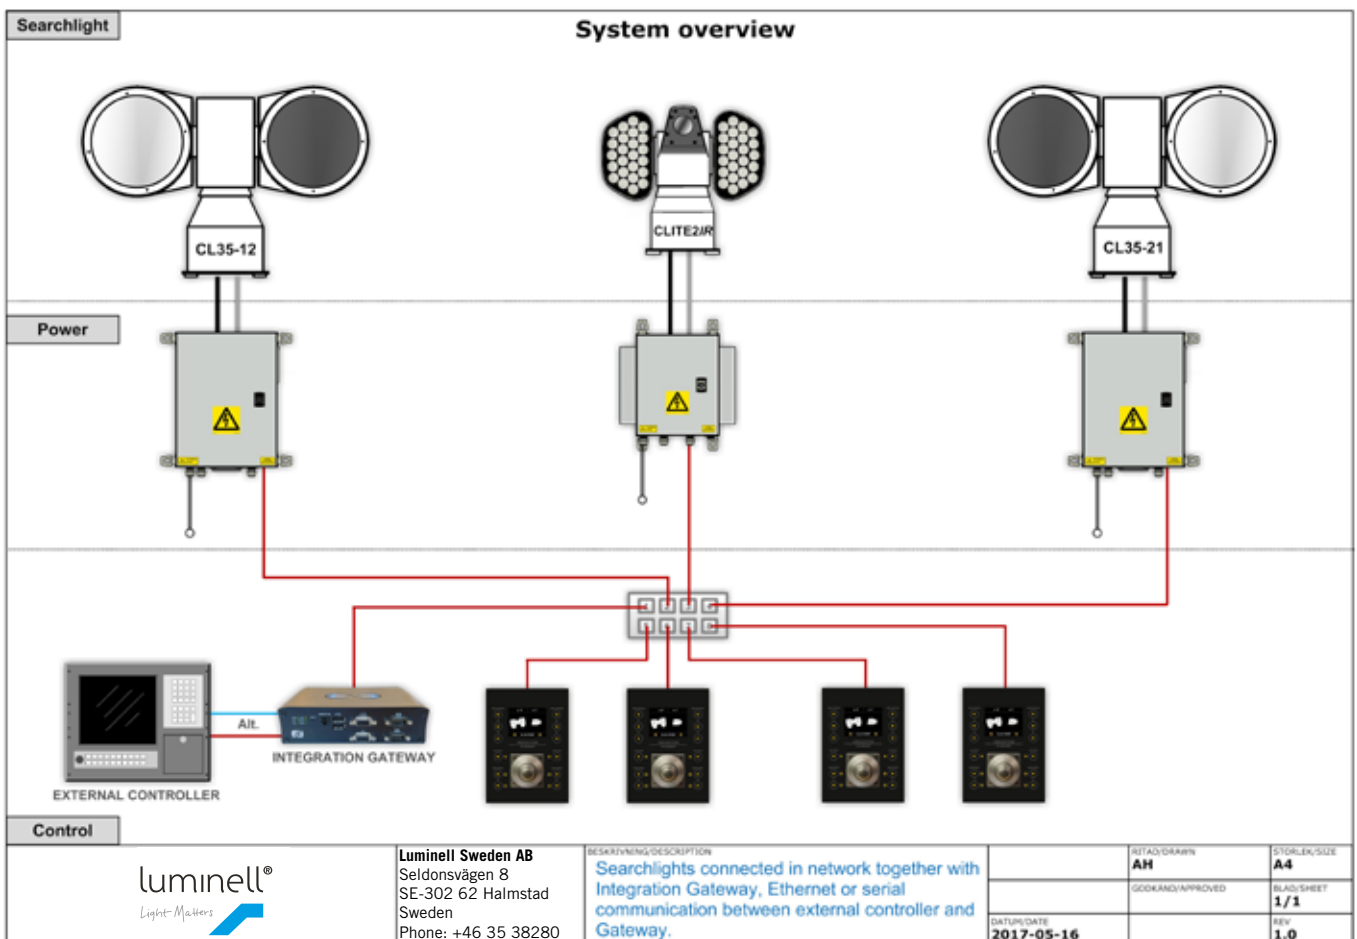 Searchlight
System overview
CL35-12
CLITE2IR
CL35-21
Power
Alt.
INTEGRATION GATEWAY
EXTERNAL CONTROLLER
Control
luminell®
Light Matters
Luminell Sweden AB
Seldonsvägen 8
SE-302 62 Halmstad
Sweden
Phone: +46 35 38280
BESKRIVNING/DESCRIPTION
Searchlights connected in network together with
Integration Gateway, Ethernet or serial
communication between external controller and
Gateway.
RITAD/DRAWN
AH
STORLEK/SIZE
A4
GODKÄND/APPROVED
BLAD/SHEET
1/1
DATUM/DATE
2017-05-16
REV
1.0